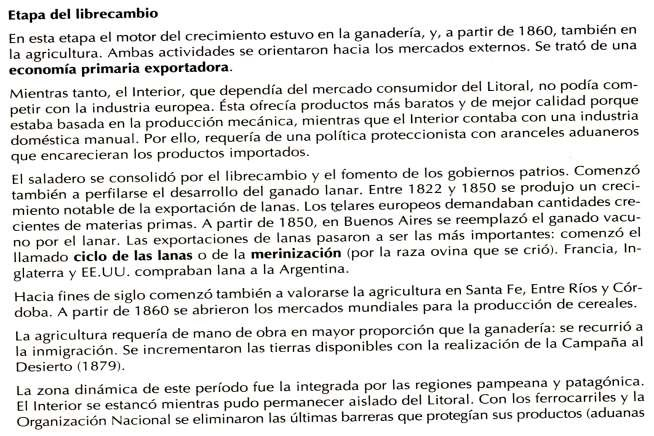 Etapa del librecambio
En esta etapa el motor del crecimiento estuvo en la ganadería, y, a partir de 1860, también en
la agricultura. Ambas actividades se orientaron hacia los mercados externos. Se trató de una
economía primaria exportadora.
Mientras tanto, el Interior, que dependía del mercado consumidor del Litoral, no podía com-
petir con la industria europea. Ésta ofrecía productos más baratos y de mejor calidad porque
estaba basada en la producción mecánica, mientras que el Interior contaba con una industria
doméstica manual. Por ello, requería de una política proteccionista con aranceles aduaneros
que encarecieran los productos importados.
El saladero se consolidó por el librecambio y el fomento de los gobiernos patrios. Comenzó
también a perfilarse el desarrollo del ganado lanar. Entre 1822 y 1850 se produjo un creci-
miento notable de la exportación de lanas. Los telares europeos demandaban cantidades cre-
cientes de materias primas. A partir de 1850, en Buenos Aires se reemplazó el ganado vacu-
no por el lanar. Las exportaciones de lanas pasaron a ser las más importantes: comenzó el
llamado ciclo de las lanas o de la merinización (por la raza ovina que se crió). Francia, In-
glaterra y EE.UU. compraban lana a la Argentina.
Hacia fines de siglo comenzó también a valorarse la agricultura en Santa Fe, Entre Ríos y Cór-
doba. A partir de 1860 se abrieron los mercados mundiales para la producción de cereales.
La agricultura requería de mano de obra en mayor proporción que la ganadería: se recurrió a
la inmigración. Se incrementaron las tierras disponibles con la realización de la Campaña al
Desierto (1879).
La zona dinámica de este período fue la integrada por las regiones pampeana y patagónica.
El Interior se estancó mientras pudo permanecer aislado del Litoral. Con los ferrocarriles y la
Organización Nacional se eliminaron las últimas barreras que protegían sus productos (aduanas